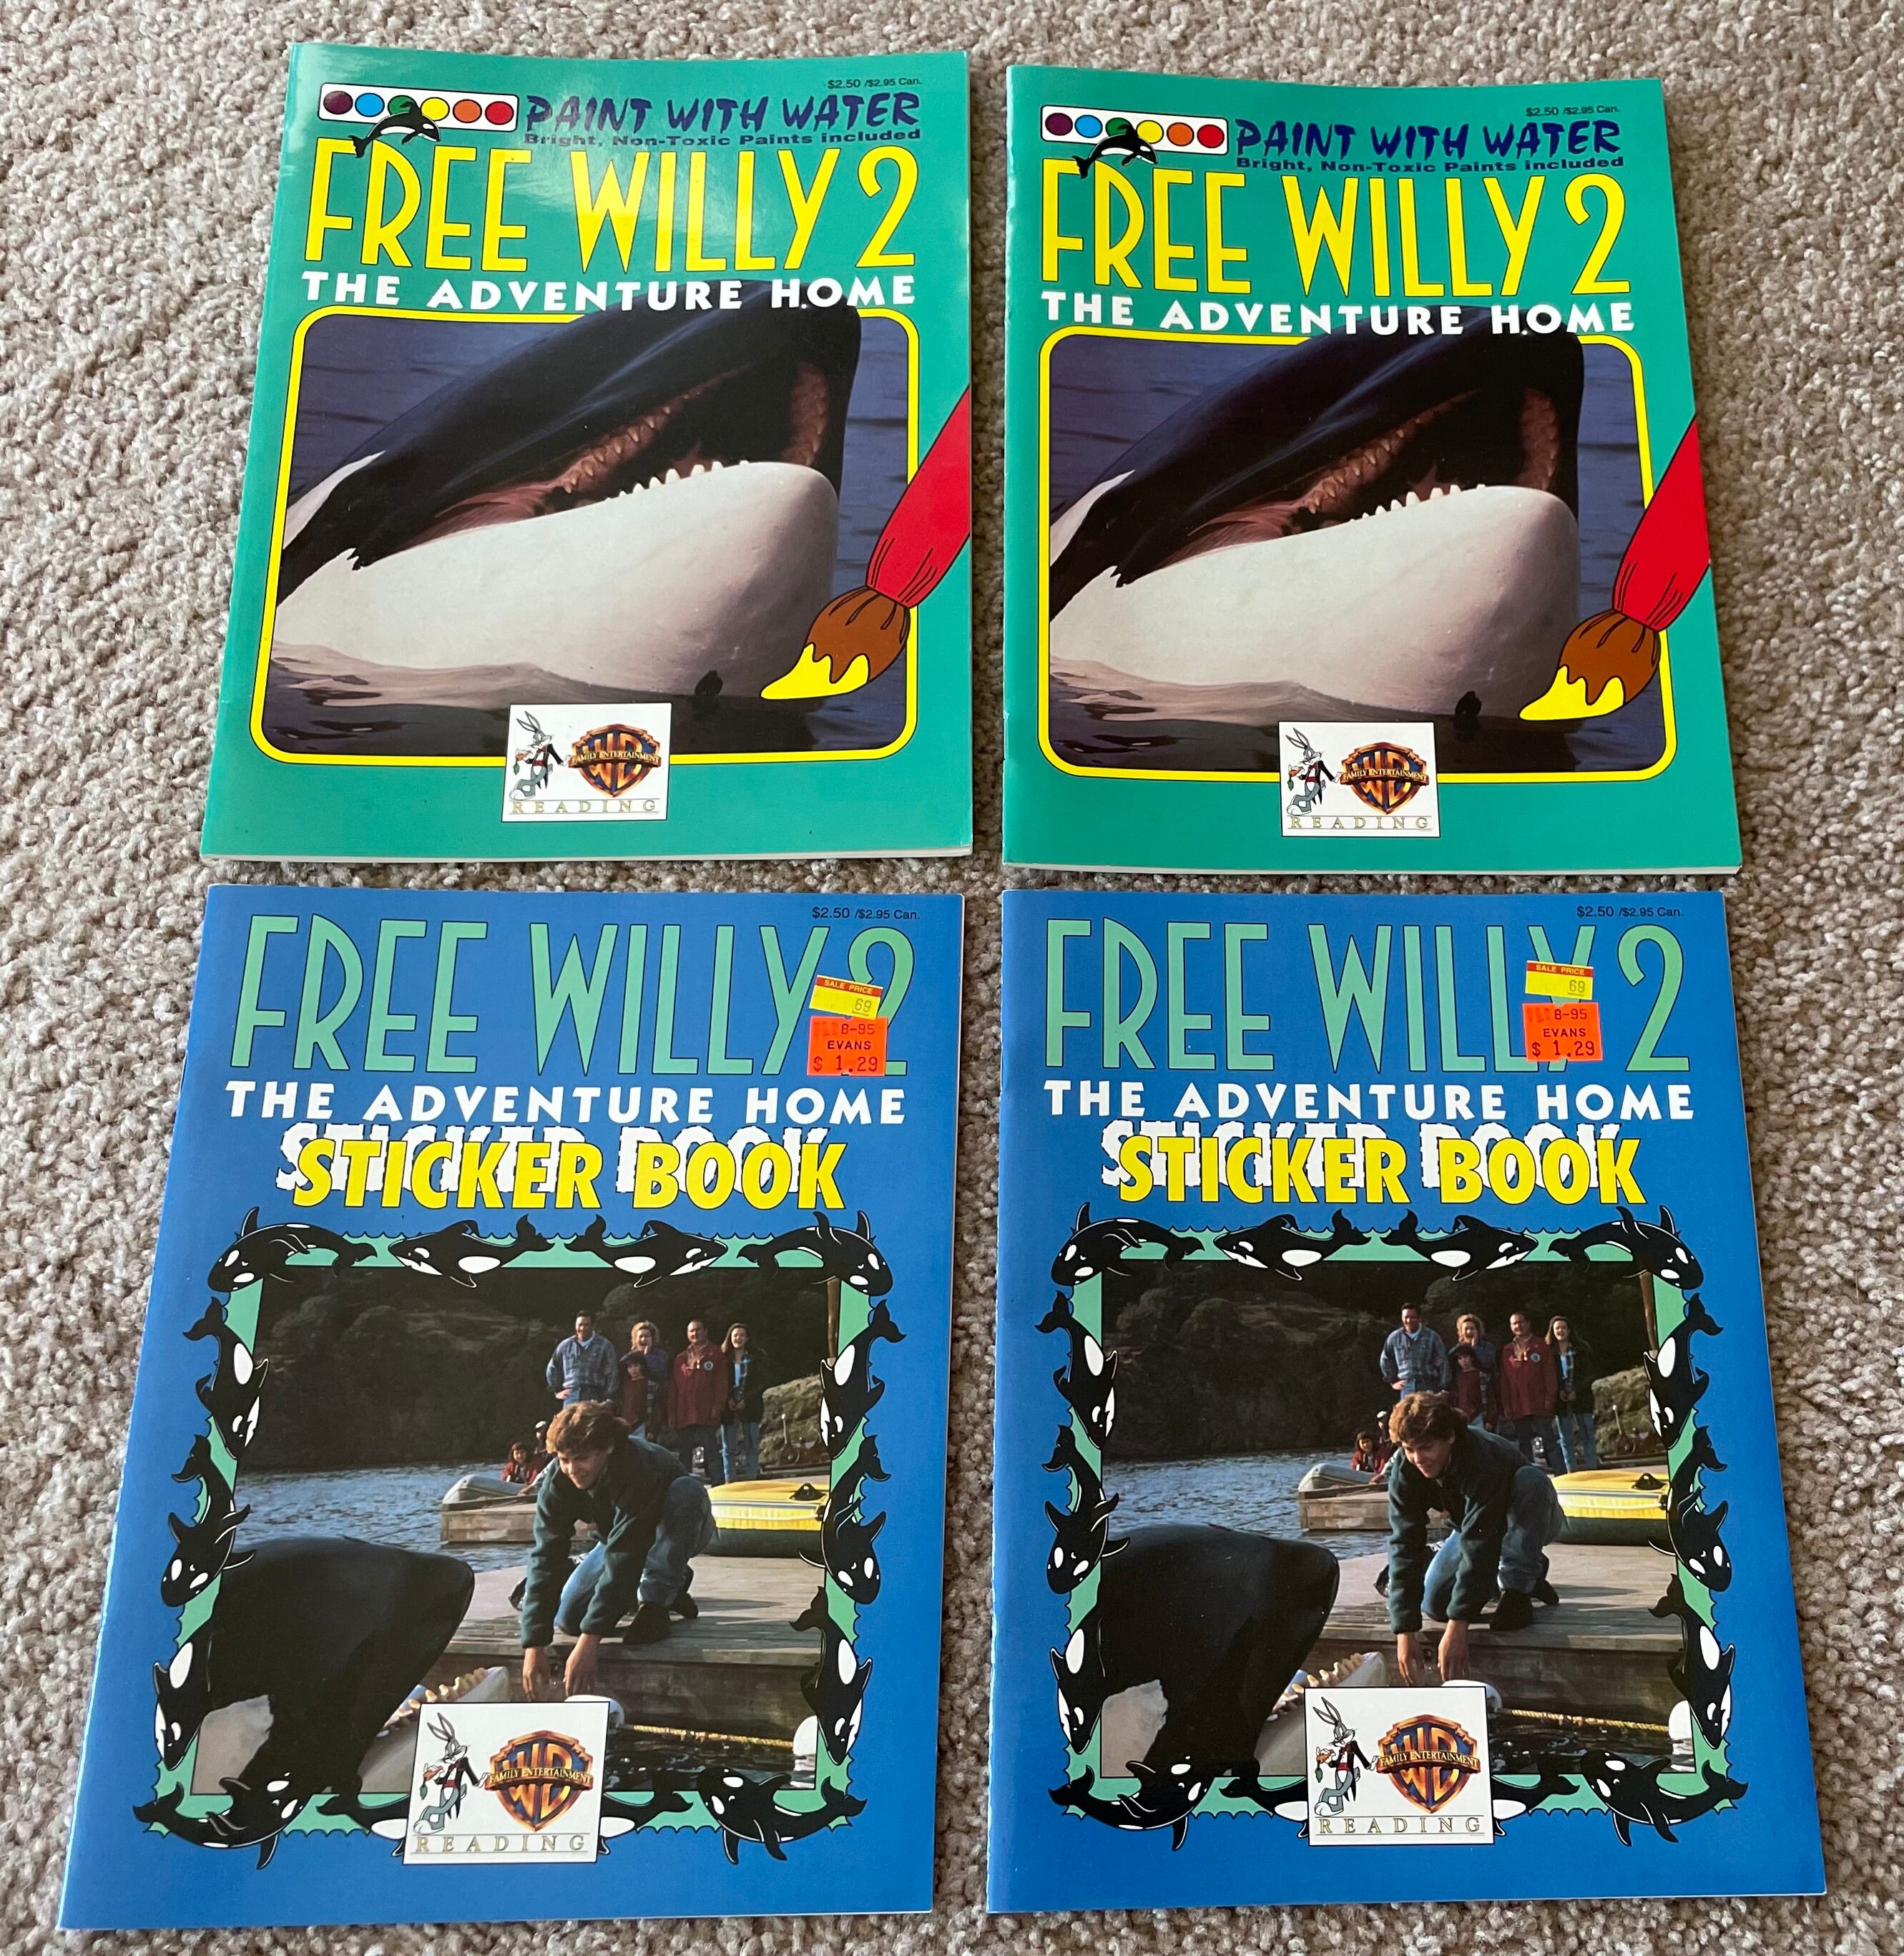 $2.50 /$2.95 Can.
PAINT WITH WATER
Bright, Non-Toxic Paints included
FREE WILLY 2
THE ADVENTURE HOME
WB
FAMILY ENTERTAINMENT
READING
$2.50 /$2.95 Can.
PAINT WITH WATER
Bright, Non-Toxic Paints included
FREE WILLY 2
THE ADVENTURE HOME
WB
FAMILY ENTERTAINMENT
READING
$2.50 /$2.95 Can.
FREE WILLY 2
SALE PRICE
69
8-95
EVANS
$ 1.29
THE ADVENTURE HOME
STICKER BOOK
WB
FAMILY ENTERTAINMENT
READING
$2.50 /$2.95 Can.
FREE WILLY 2
SALE PRICE
69
8-95
EVANS
$ 1.29
THE ADVENTURE HOME
STICKER BOOK
WB
FAMILY ENTERTAINMENT
READING